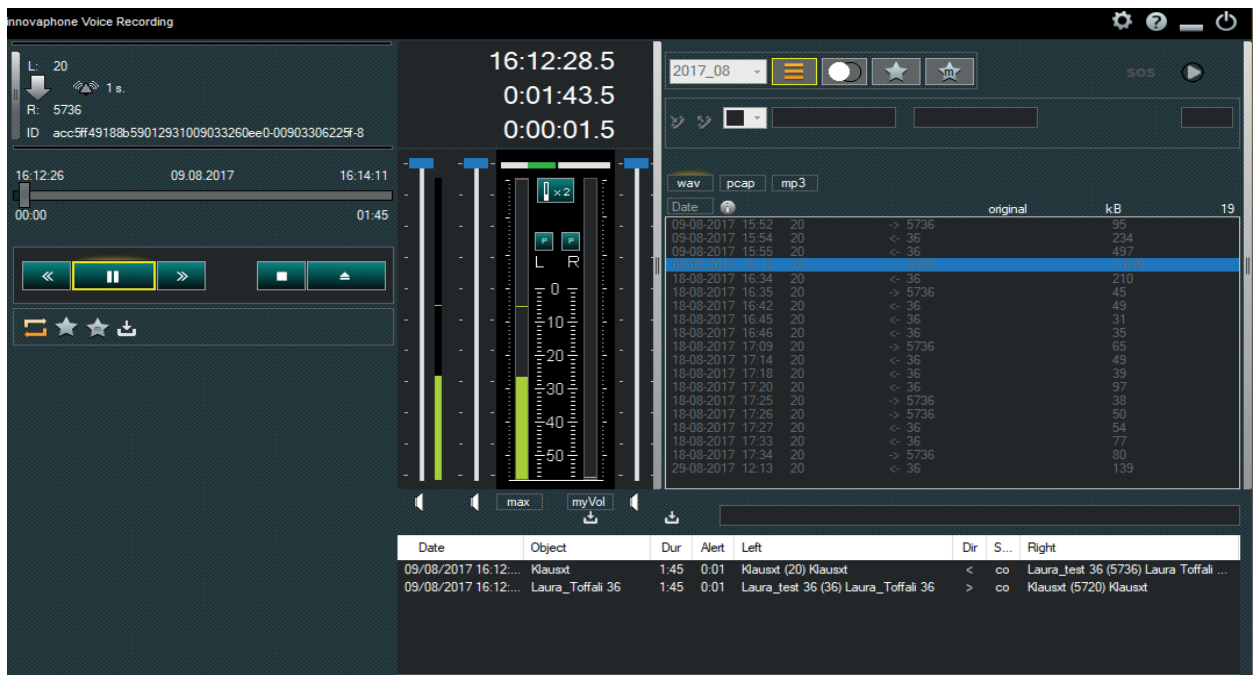 innovaphone Voice Recording
L: 20
1 s.
R: 5736
ID acc5ff49188b59012931009033260ee0-00903306225f-8
16:12:26 09.08.2017 16:14:11
00:00 01:45
16:12:28.5
0:01:43.5
0:00:01.5
x2
P P
L R
0
10
20
30
40
50
max myVol
2017_08
m
sos
wav pcap mp3
Date original kB 19
09-08-2017 15:52 20 -> 5736 95
09-08-2017 15:54 20 <- 36 234
09-08-2017 15:55 20 <- 36 497
18-08-2017 16:34 20 <- 36 210
18-08-2017 16:35 20 -> 5736 45
18-08-2017 16:42 20 <- 36 49
18-08-2017 16:45 20 <- 36 31
18-08-2017 16:46 20 <- 36 35
18-08-2017 17:09 20 -> 5736 65
18-08-2017 17:14 20 <- 36 49
18-08-2017 17:18 20 <- 36 39
18-08-2017 17:20 20 <- 36 97
18-08-2017 17:25 20 -> 5736 38
18-08-2017 17:26 20 -> 5736 50
18-08-2017 17:27 20 <- 36 54
18-08-2017 17:33 20 <- 36 77
18-08-2017 17:34 20 -> 5736 80
29-08-2017 12:13 20 <- 36 139
Date Object Dur Alert Left Dir S... Right
09/08/2017 16:12:... Klausxt 1:45 0:01 Klausxt (20) Klausxt < co Laura_test 36 (5736) Laura Toffali ...
09/08/2017 16:12:... Laura_Toffali 36 1:45 0:01 Laura_test 36 (36) Laura_Toffali 36 > co Klausxt (5720) Klausxt